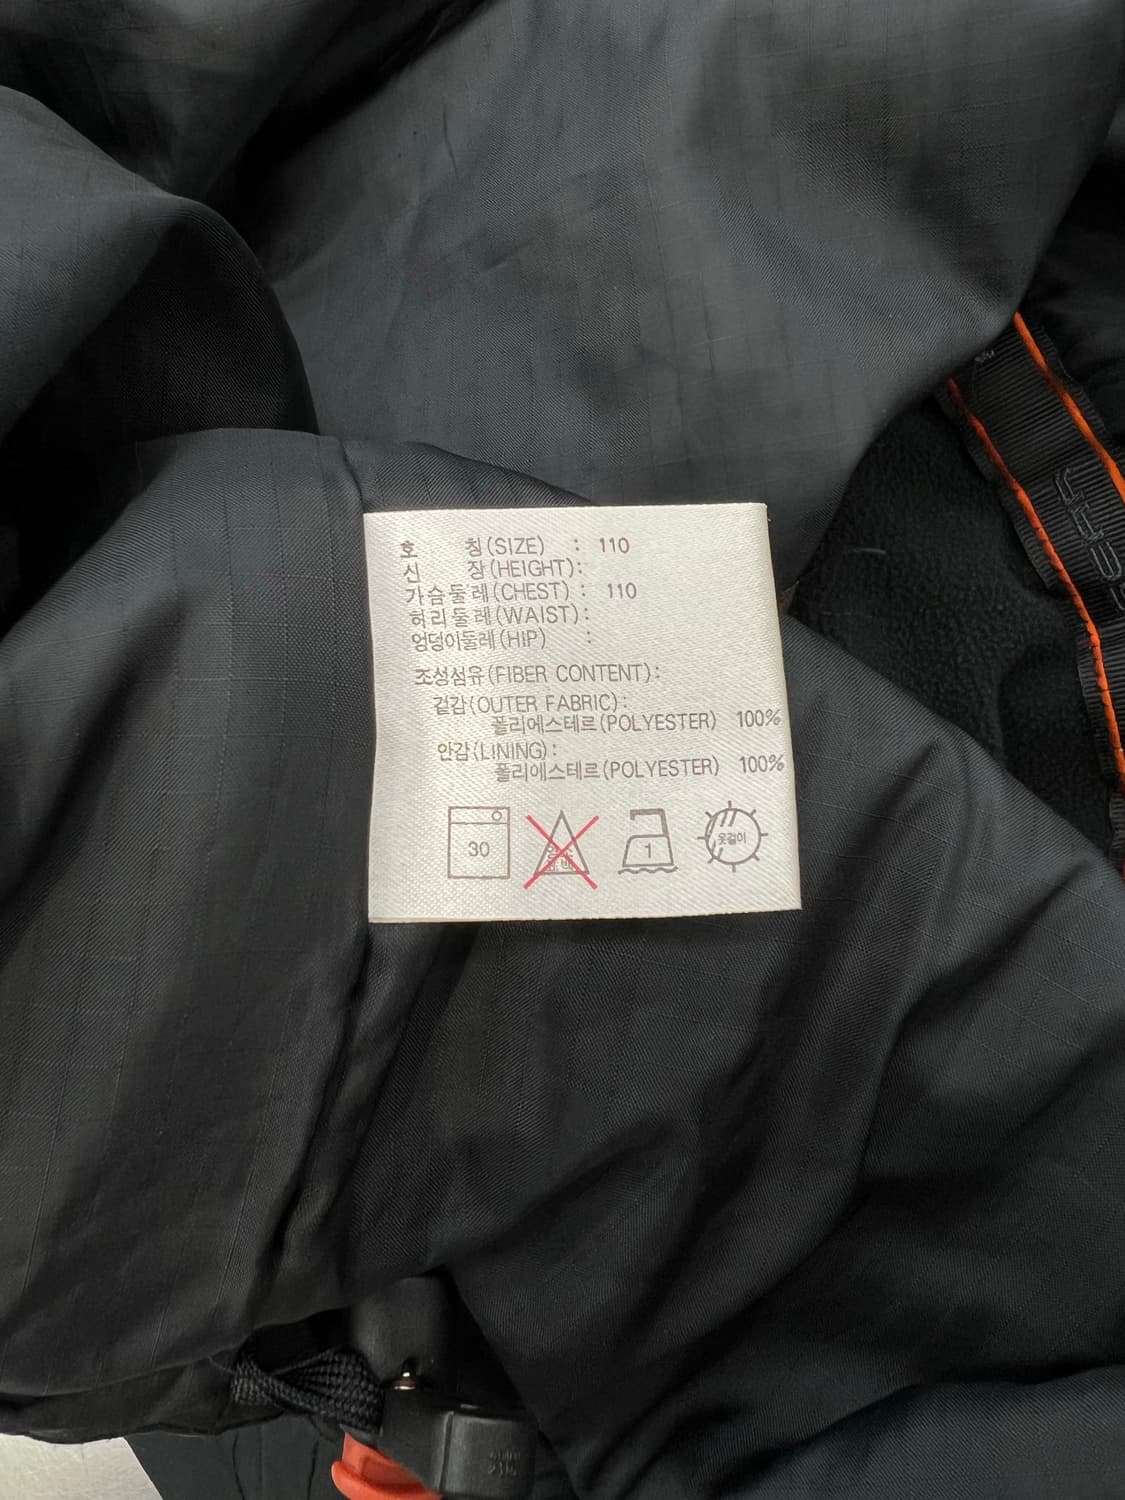 호 칭(SIZE) : 110
신 장(HEIGHT):
가슴둘레(CHEST) : 110
허리둘레(WAIST):
엉덩이둘레(HIP) :
조성섬유(FIBER CONTENT):
겉감(OUTER FABRIC):
폴리에스테르(POLYESTER) 100%
안감(LINING):
폴리에스테르(POLYESTER) 100%
30
1
옷걸이